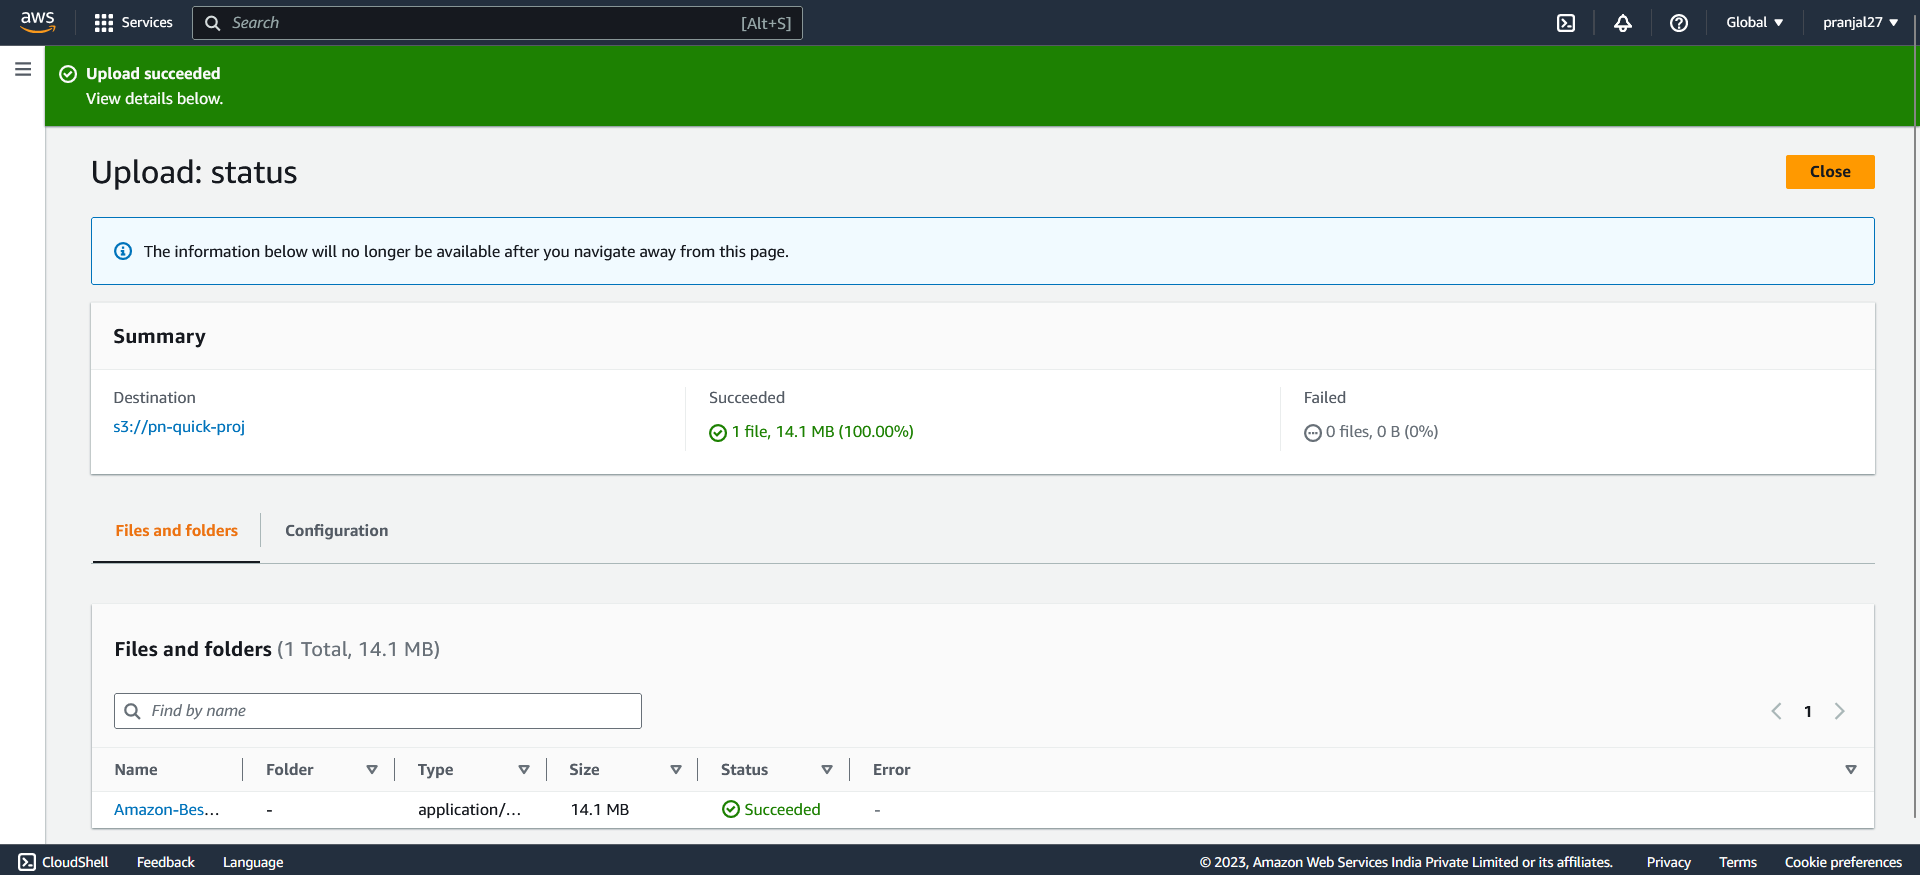 aws Services Search [Alt+S] Global pranjal27
Upload succeeded
View details below.
Upload: status
Close
The information below will no longer be available after you navigate away from this page.
Summary
Destination
s3://pn-quick-proj
Succeeded
1 file, 14.1 MB (100.00%)
Failed
0 files, 0 B (0%)
Files and folders Configuration
Files and folders (1 Total, 14.1 MB)
Find by name
1
Name Folder Type Size Status Error
Amazon-Bes... - application/... 14.1 MB Succeeded -
CloudShell Feedback Language © 2023, Amazon Web Services India Private Limited or its affiliates. Privacy Terms Cookie preferences